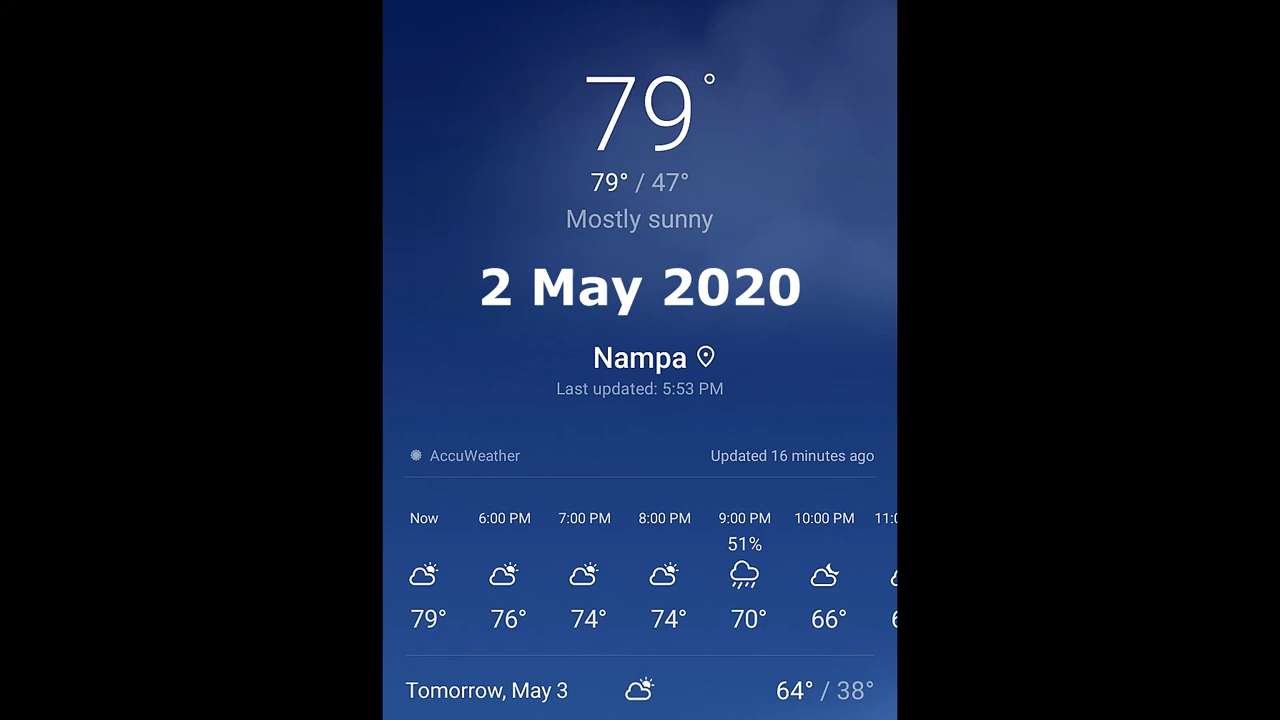 79°
79° / 47°
Mostly sunny
2 May 2020
Nampa
Last updated: 5:53 PM
AccuWeather Updated 16 minutes ago
Now 6:00 PM 7:00 PM 8:00 PM 9:00 PM 10:00 PM
51%
79° 76° 74° 74° 70° 66°
Tomorrow, May 3 64° / 38°